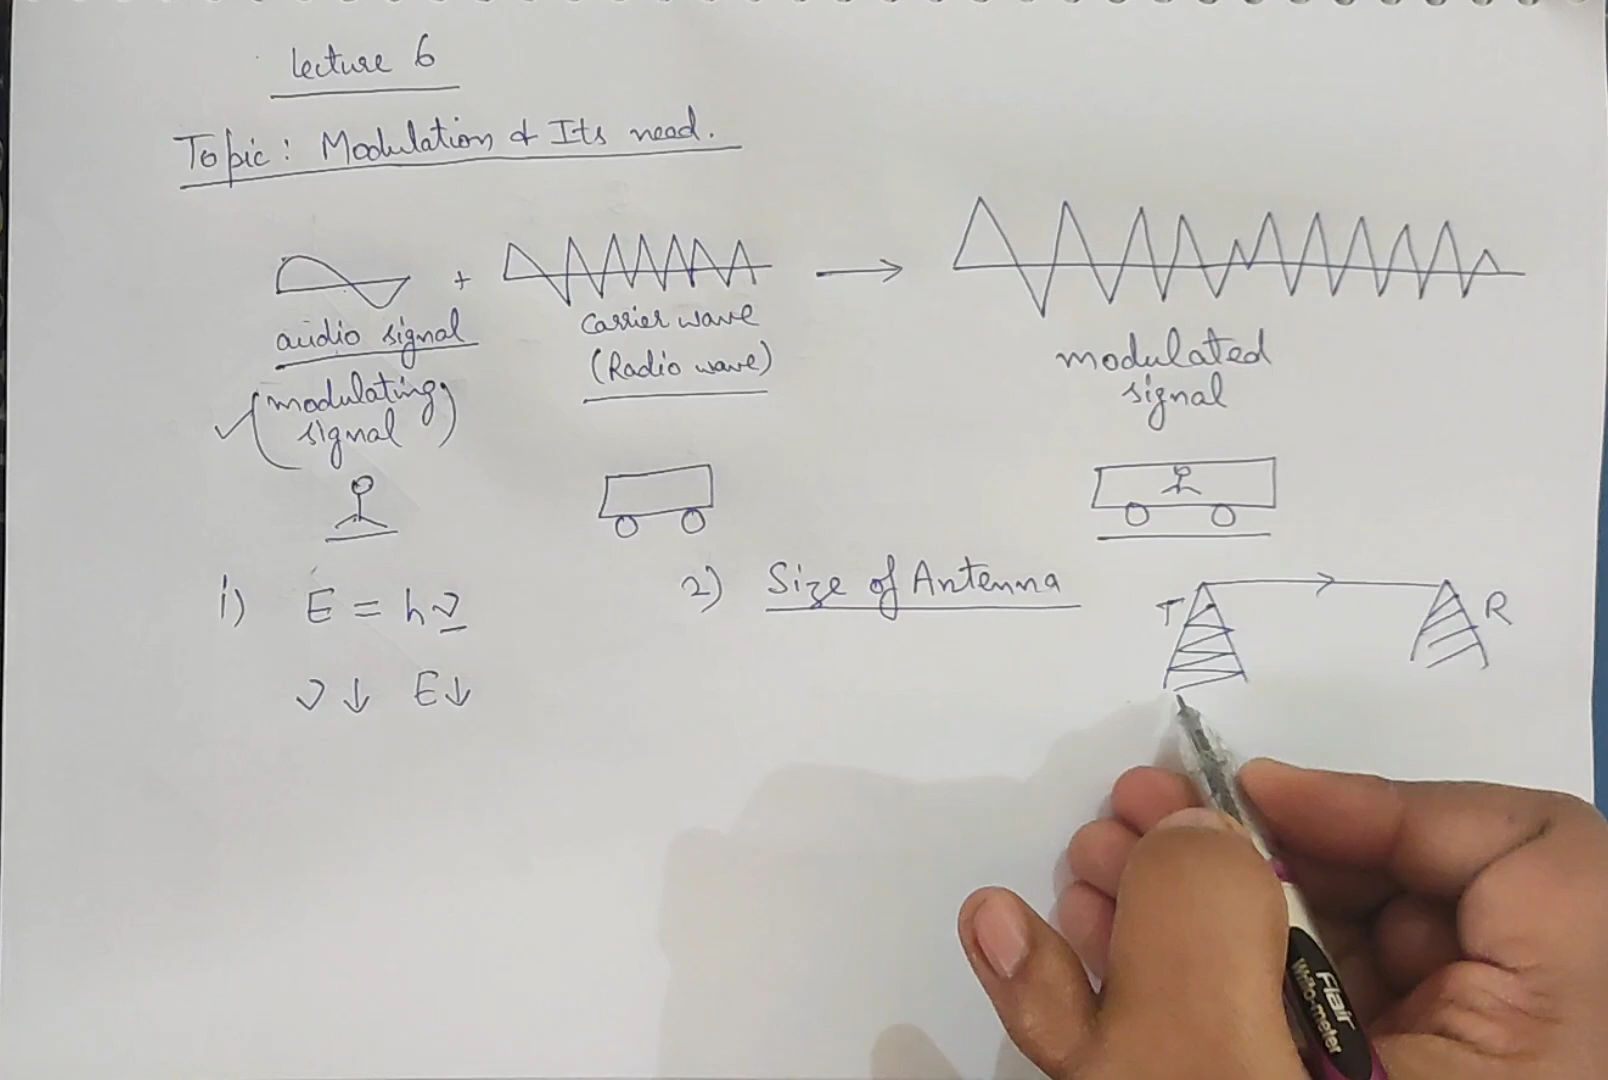 Lecture 6
Topic: Modulation & Its need.
audio signal + carrier wave → modulated
(modulating (Radio wave) signal
signal)
1) E = hν 2) Size of Antenna T R
ν ↓ E↓
Flair
Writo-meter